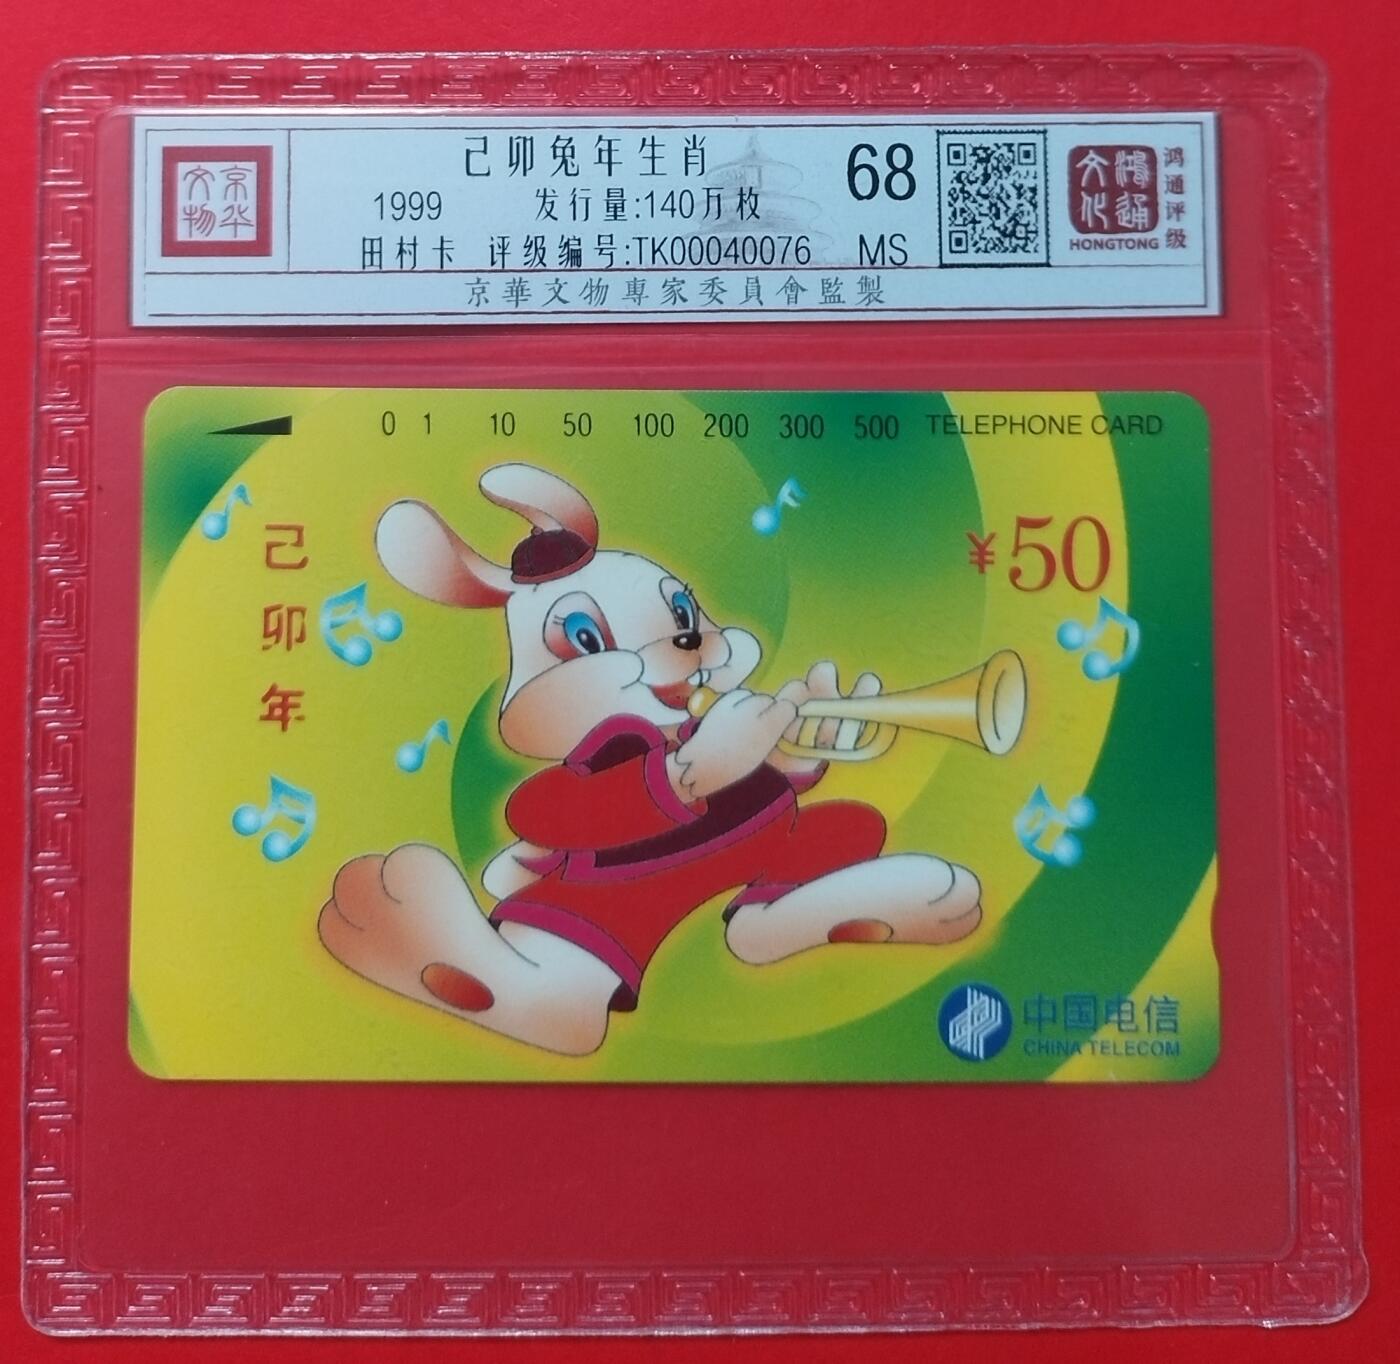 京华
文物
己卯兔年生肖
1999 发行量:140万枚
田村卡 评级编号:TK00040076
68
MS
京華文物專家委員會監製
鸿通
文化
HONGTONG
鸿通评级
0 1 10 50 100 200 300 500 TELEPHONE CARD
己卯年
¥50
中国电信
CHINA TELECOM